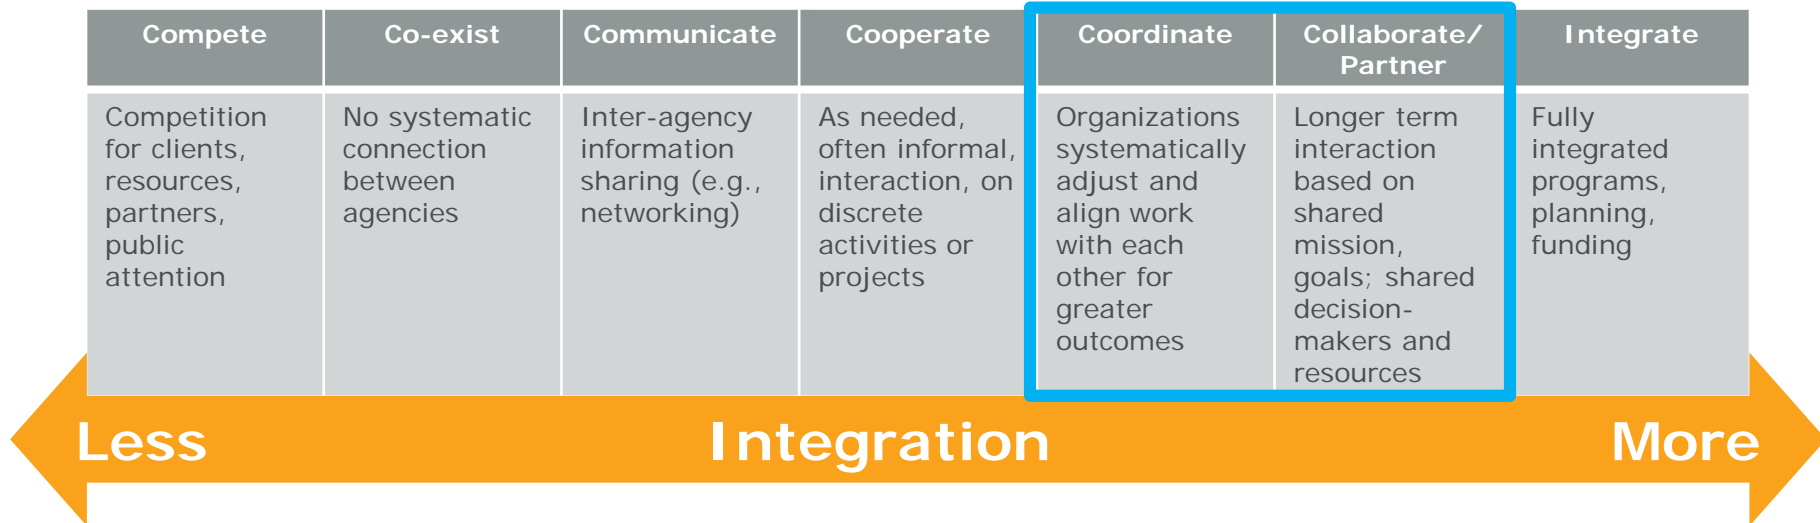 Compete
Co-exist
Communicate
Cooperate
Coordinate
Collaborate/
Partner
Integrate
Competition
for clients,
resources,
partners,
public
attention
No systematic
connection
between
agencies
Inter-agency
information
sharing (e.g.,
networking)
As needed,
often informal,
interaction, on
discrete
activities or
projects
Organizations
systematically
adjust and
align work
with each
other for
greater
outcomes
Longer term
interaction
based on
shared
mission,
goals; shared
decision-
makers and
resources
Fully
integrated
programs,
planning,
funding
Less
Integration
More